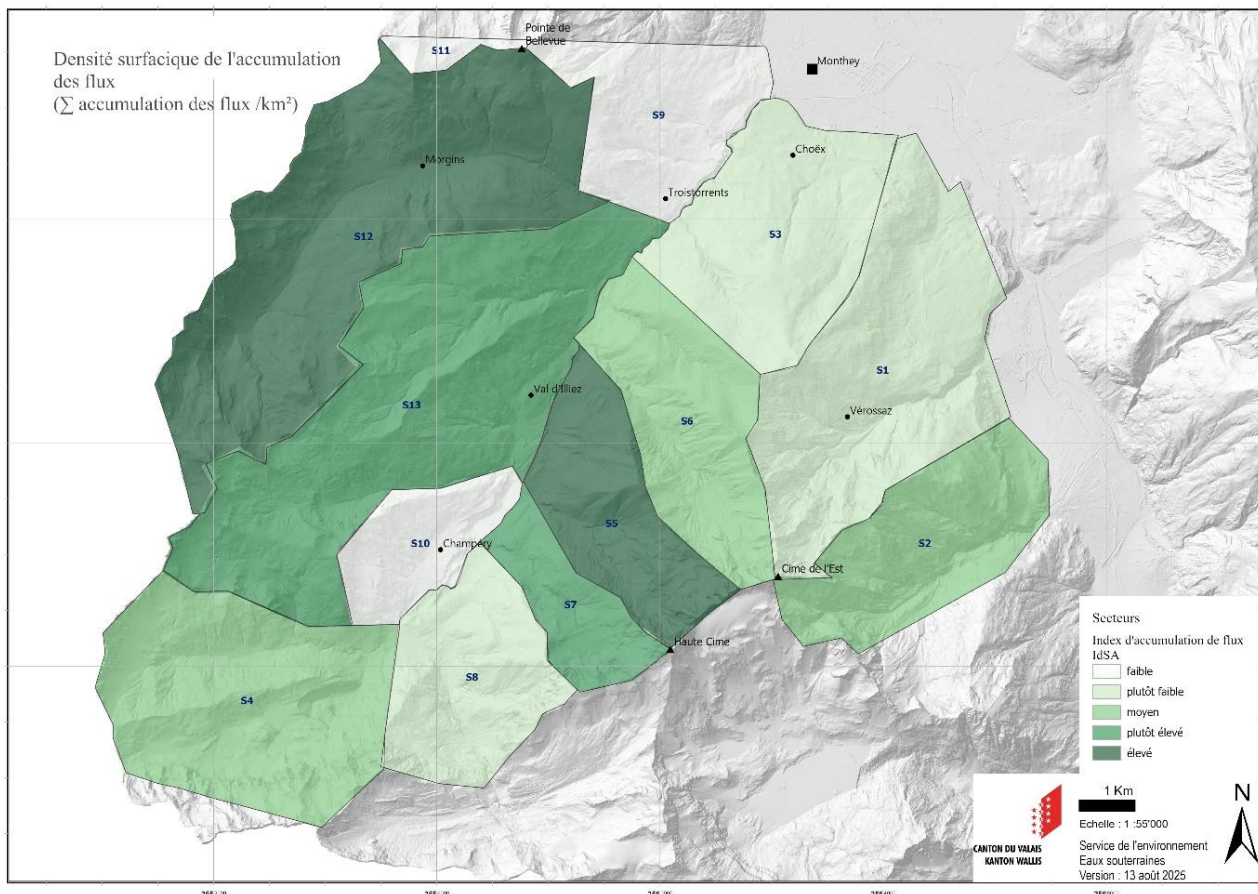 Densité surfacique de l'accumulation
des flux
(∑ accumulation des flux /km²)
Pointe de
Bellevue
S11
Monthey
S9
Choëx
Morgins
Troistorrents
S12
S3
S1
Val d'Illiez
S13
Vérossaz
S6
S5
S10
Champéry
S2
Cime de l'Est
S7
Haute Cime
S8
S4
Secteurs
Index d'accumulation de flux
IdSA
faible
plutôt faible
moyen
plutôt élevé
élevé
CANTON DU VALAIS
KANTON WALLIS
1 Km
Echelle : 1 :55'000
Service de l'environnement
Eaux souterraines
Version : 13 août 2025
N